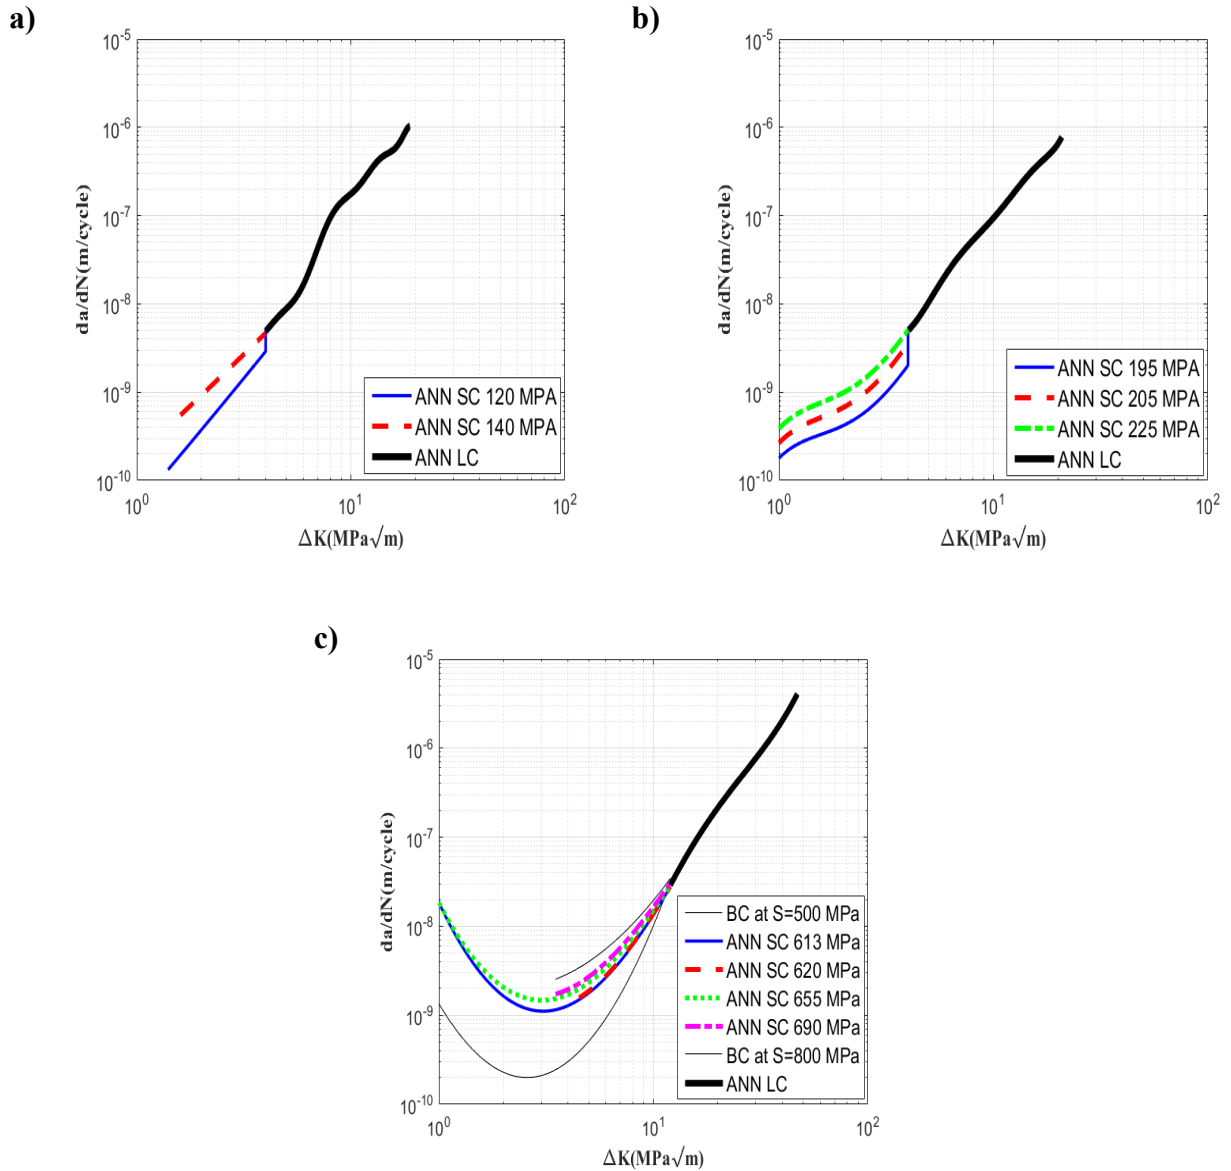 a)
10^-5
10^-6
10^-7
10^-8
10^-9
10^-10
da/dN(m/cycle)
ANN SC 120 MPA
ANN SC 140 MPA
ANN LC
10^0
10^1
10^2
ΔK(MPa√m)
b)
10^-5
10^-6
10^-7
10^-8
10^-9
10^-10
da/dN(m/cycle)
ANN SC 195 MPA
ANN SC 205 MPA
ANN SC 225 MPA
ANN LC
10^0
10^1
10^2
ΔK(MPa√m)
c)
10^-5
10^-6
10^-7
10^-8
10^-9
10^-10
da/dN(m/cycle)
BC at S=500 MPa
ANN SC 613 MPa
ANN SC 620 MPa
ANN SC 655 MPa
ANN SC 690 MPa
BC at S=800 MPa
ANN LC
10^0
10^1
10^2
ΔK(MPa√m)